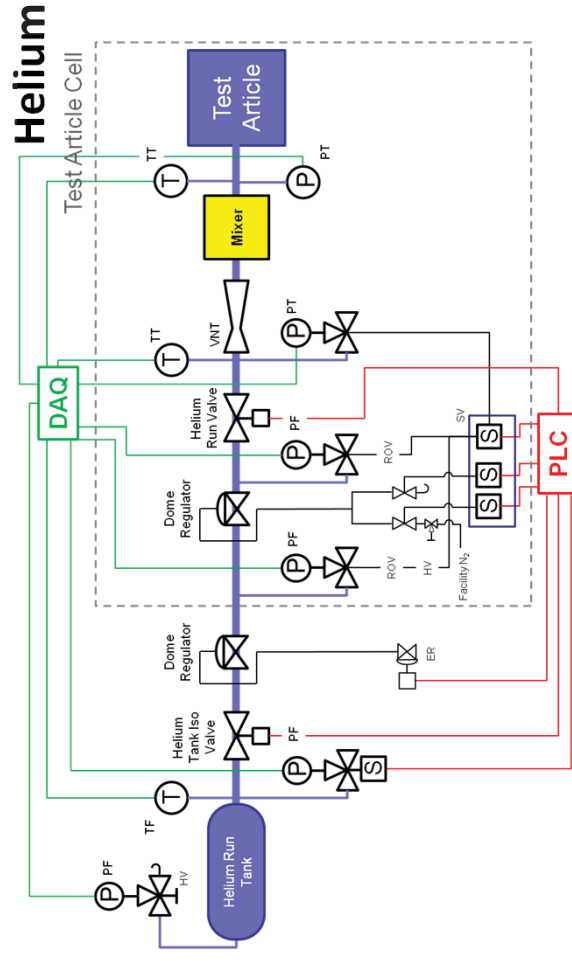 Helium
Test Article Cell
DAQ
PLC
Test
Article
Mixer
TT
PT
T
P
VNT
TT
PT
T
P
Helium
Run Valve
PF
PF
P
Dome
Regulator
PF
P
ROV
ROV
HV
Facility N₂
SV
S
S
S
Dome
Regulator
ER
Helium
Tank Iso
Valve
PF
P
S
TF
T
PF
P
HV
Helium Run
Tank